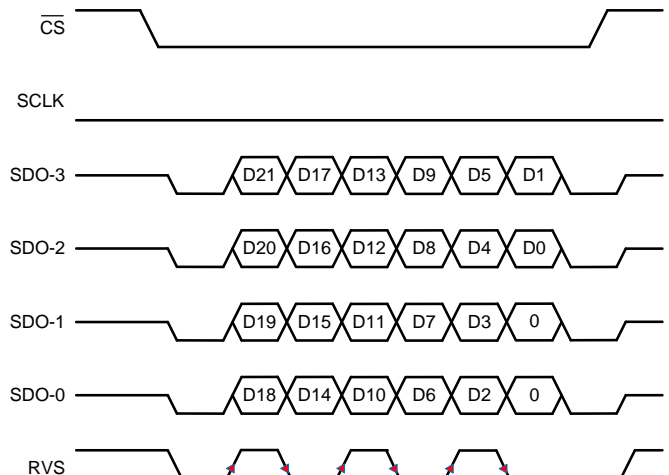 CS
SCLK
SDO-3 D21 D17 D13 D9 D5 D1
SDO-2 D20 D16 D12 D8 D4 D0
SDO-1 D19 D15 D11 D7 D3 0
SDO-0 D18 D14 D10 D6 D2 0
RVS